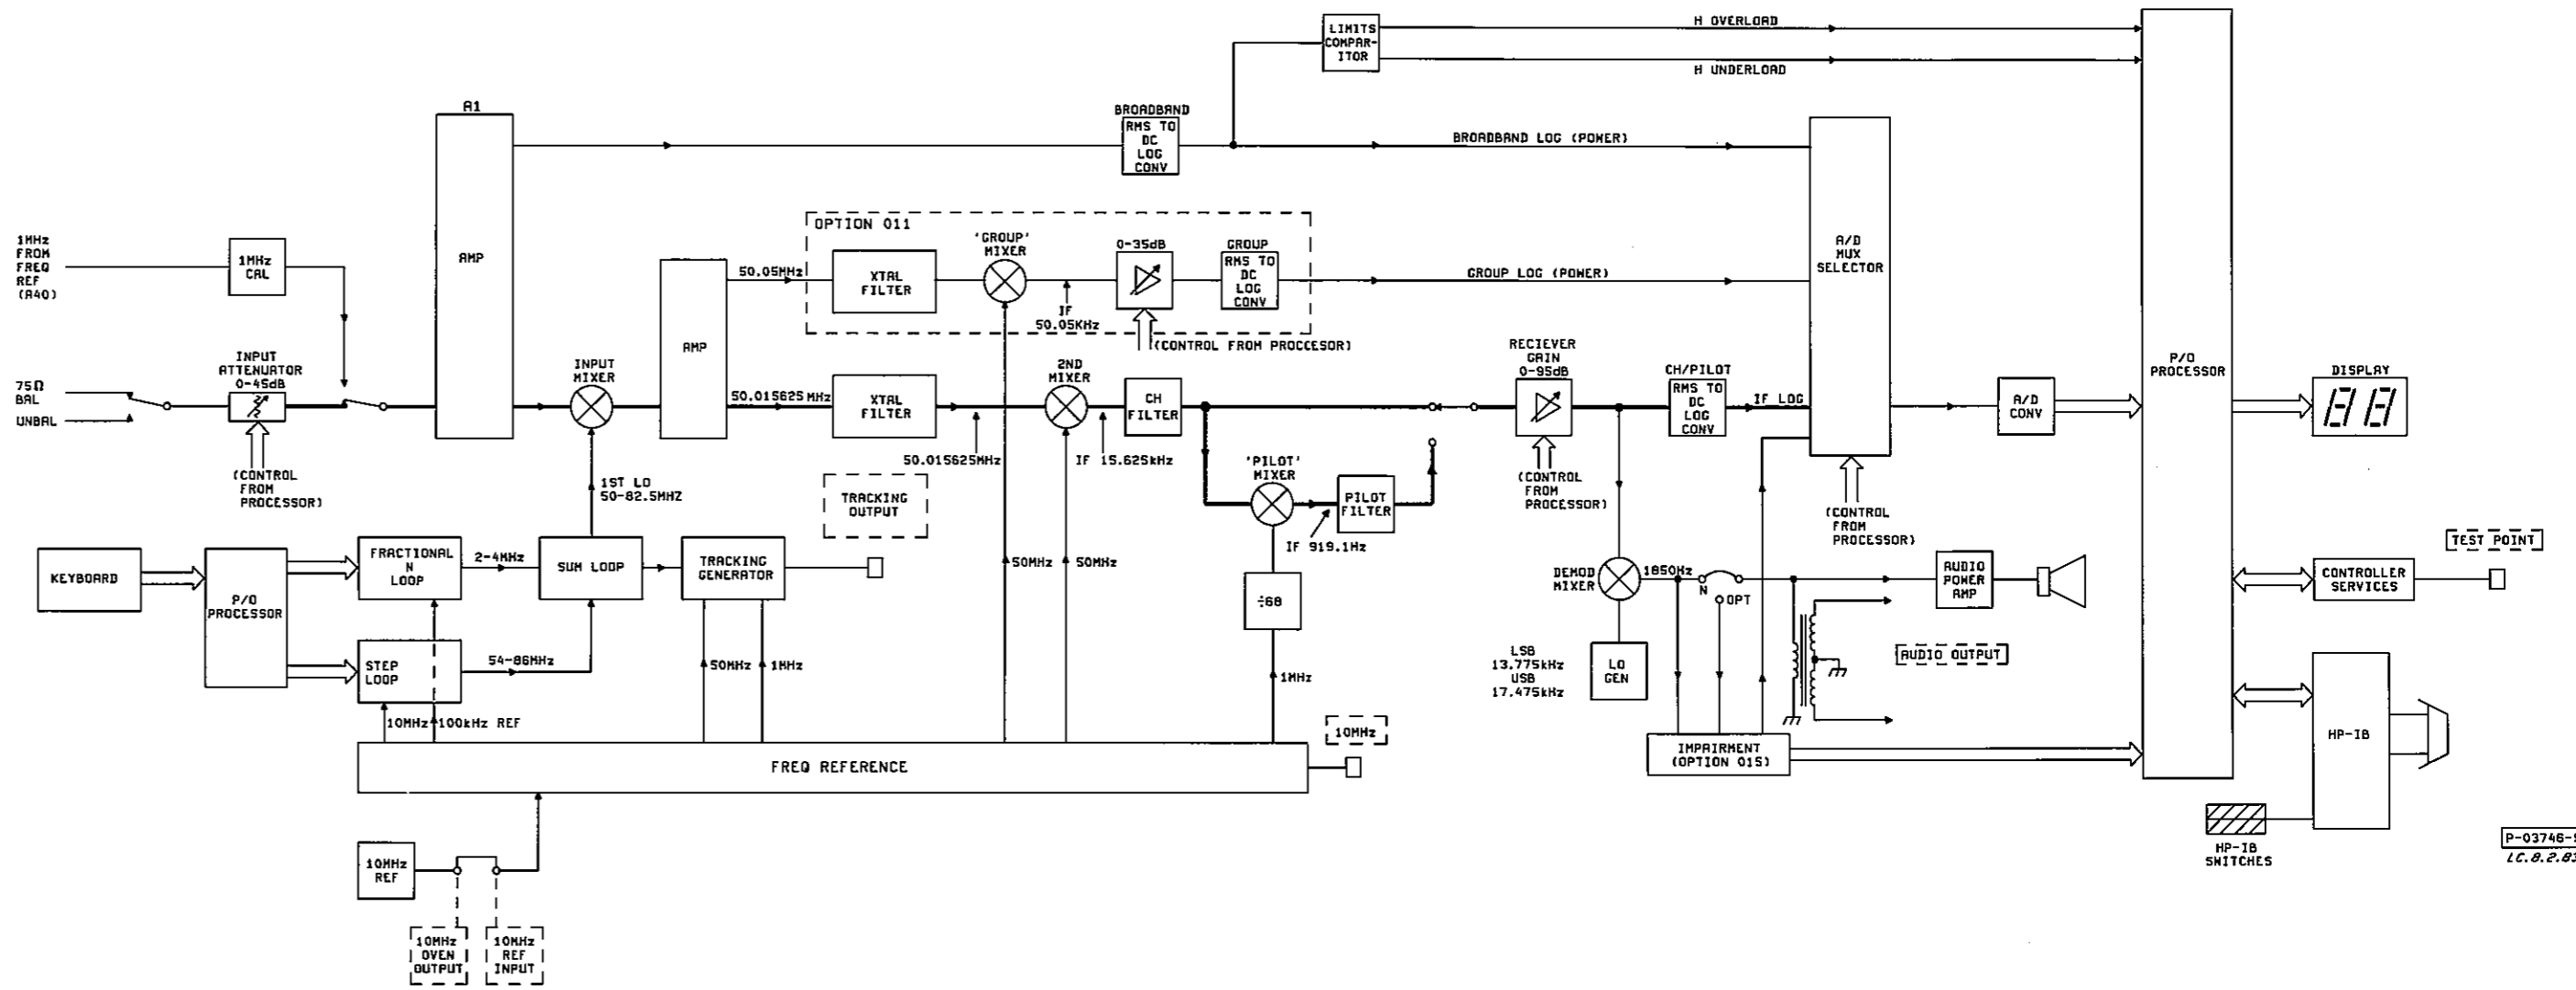 LIMITS
COMPAR-
ITOR
H OVERLOAD
H UNDERLOAD
A1
AMP
BROADBAND
RMS TO
DC
LOG
CONV
BROADBAND LOG (POWER)
A/D
MUX
SELECTOR
1MHz
FROM
FREQ
REF
(A40)
1MHz
CAL
OPTION 011
50.05MHz
XTAL
FILTER
'GROUP'
MIXER
IF
50.05KHz
0-35dB
(CONTROL FROM PROCCESOR)
GROUP
RMS TO
DC
LOG
CONV
GROUP LOG (POWER)
AMP
75Ω
BAL
UNBAL
INPUT
ATTENUATOR
0-45dB
(CONTROL
FROM
PROCESSOR)
INPUT
MIXER
1ST LO
50-82.5MHZ
50.015625 MHz
XTAL
FILTER
50.015625MHz
2ND
MIXER
IF 15.625kHz
CH
FILTER
'PILOT'
MIXER
IF 919.1Hz
PILOT
FILTER
RECIEVER
GAIN
0-95dB
(CONTROL
FROM
PROCESSOR)
CH/PILOT
RMS TO
DC
LOG
CONV
IF LOG
(CONTROL
FROM
PROCESSOR)
A/D
CONV
P/O
PROCESSOR
DISPLAY
88
TRACKING
OUTPUT
KEYBOARD
P/O
PROCESSOR
FRACTIONAL
N
LOOP
2-4MHz
SUM LOOP
TRACKING
GENERATOR
STEP
LOOP
54-86MHz
10MHz
100kHz REF
50MHz
1MHz
50MHz
50MHz
÷68
1MHz
DEMOD
MIXER
1850Hz
N
OPT
LSB
13.775kHz
USB
17.475kHz
LO
GEN
AUDIO
POWER
AMP
AUDIO OUTPUT
CONTROLLER
SERVICES
TEST POINT
HP-IB
HP-IB
SWITCHES
IMPAIRMENT
(OPTION 015)
FREQ REFERENCE
10MHz
10MHz
REF
10MHz
OVEN
OUTPUT
10MHz
REF
INPUT
P-03746-
LC.8.2.83